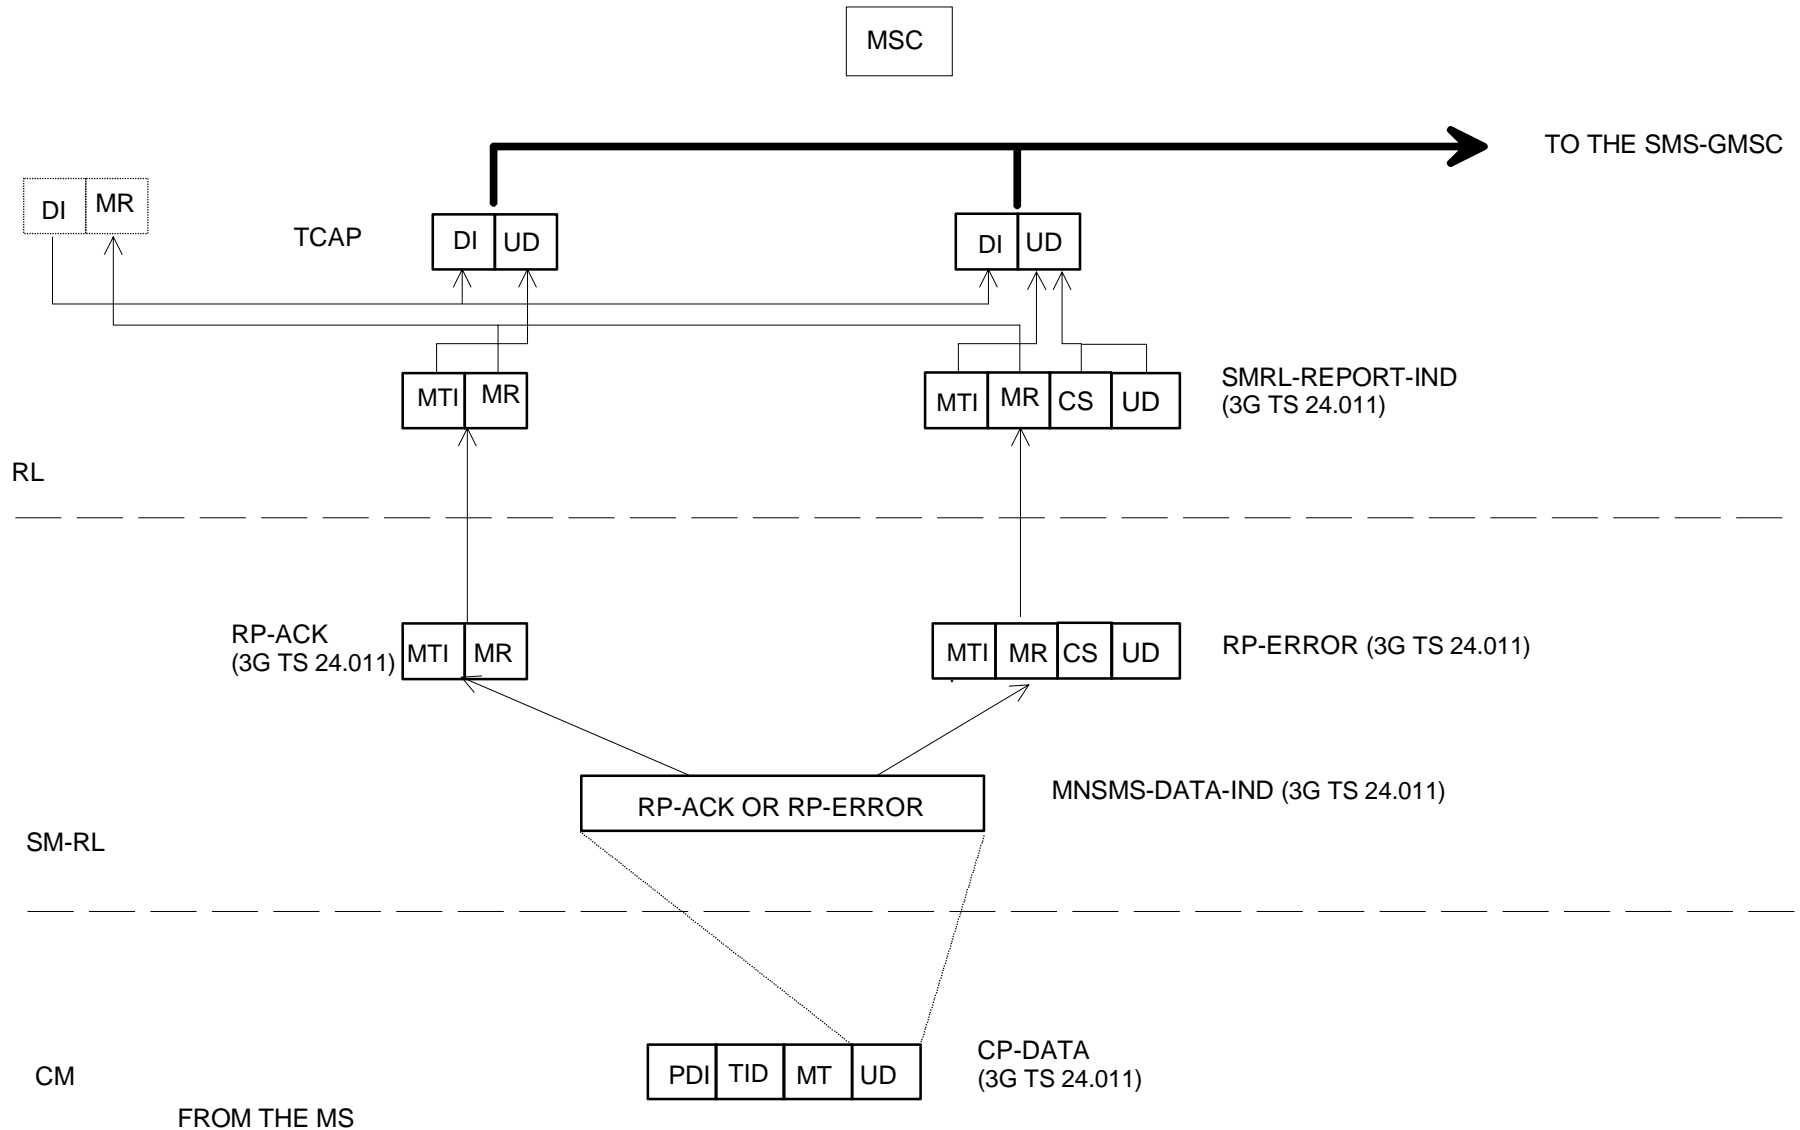 MSC
TO THE SMS-GMSC
DI MR
TCAP
DI UD
DI UD
MTI MR
MTI MR CS UD
SMRL-REPORT-IND
(3G TS 24.011)
RL
RP-ACK
(3G TS 24.011)
MTI MR
MTI MR CS UD
RP-ERROR (3G TS 24.011)
RP-ACK OR RP-ERROR
MNSMS-DATA-IND (3G TS 24.011)
SM-RL
CM
PDI TID MT UD
CP-DATA
(3G TS 24.011)
FROM THE MS